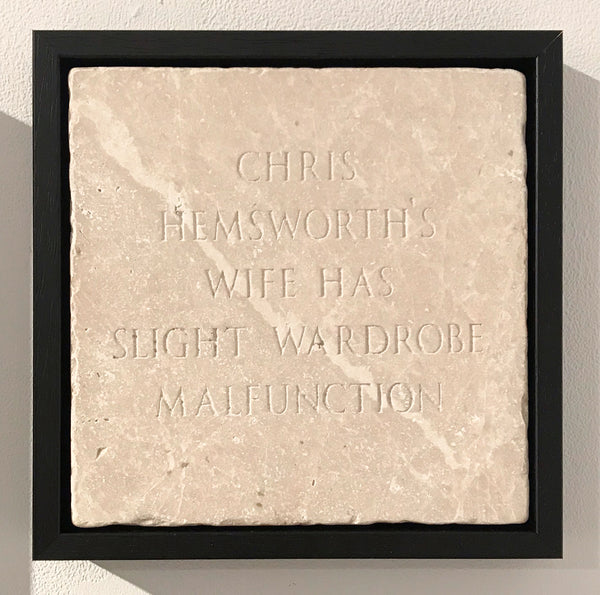 CHRIS
HEMSWORTH'S
WIFE HAS
SLIGHT WARDROBE
MALFUNCTION